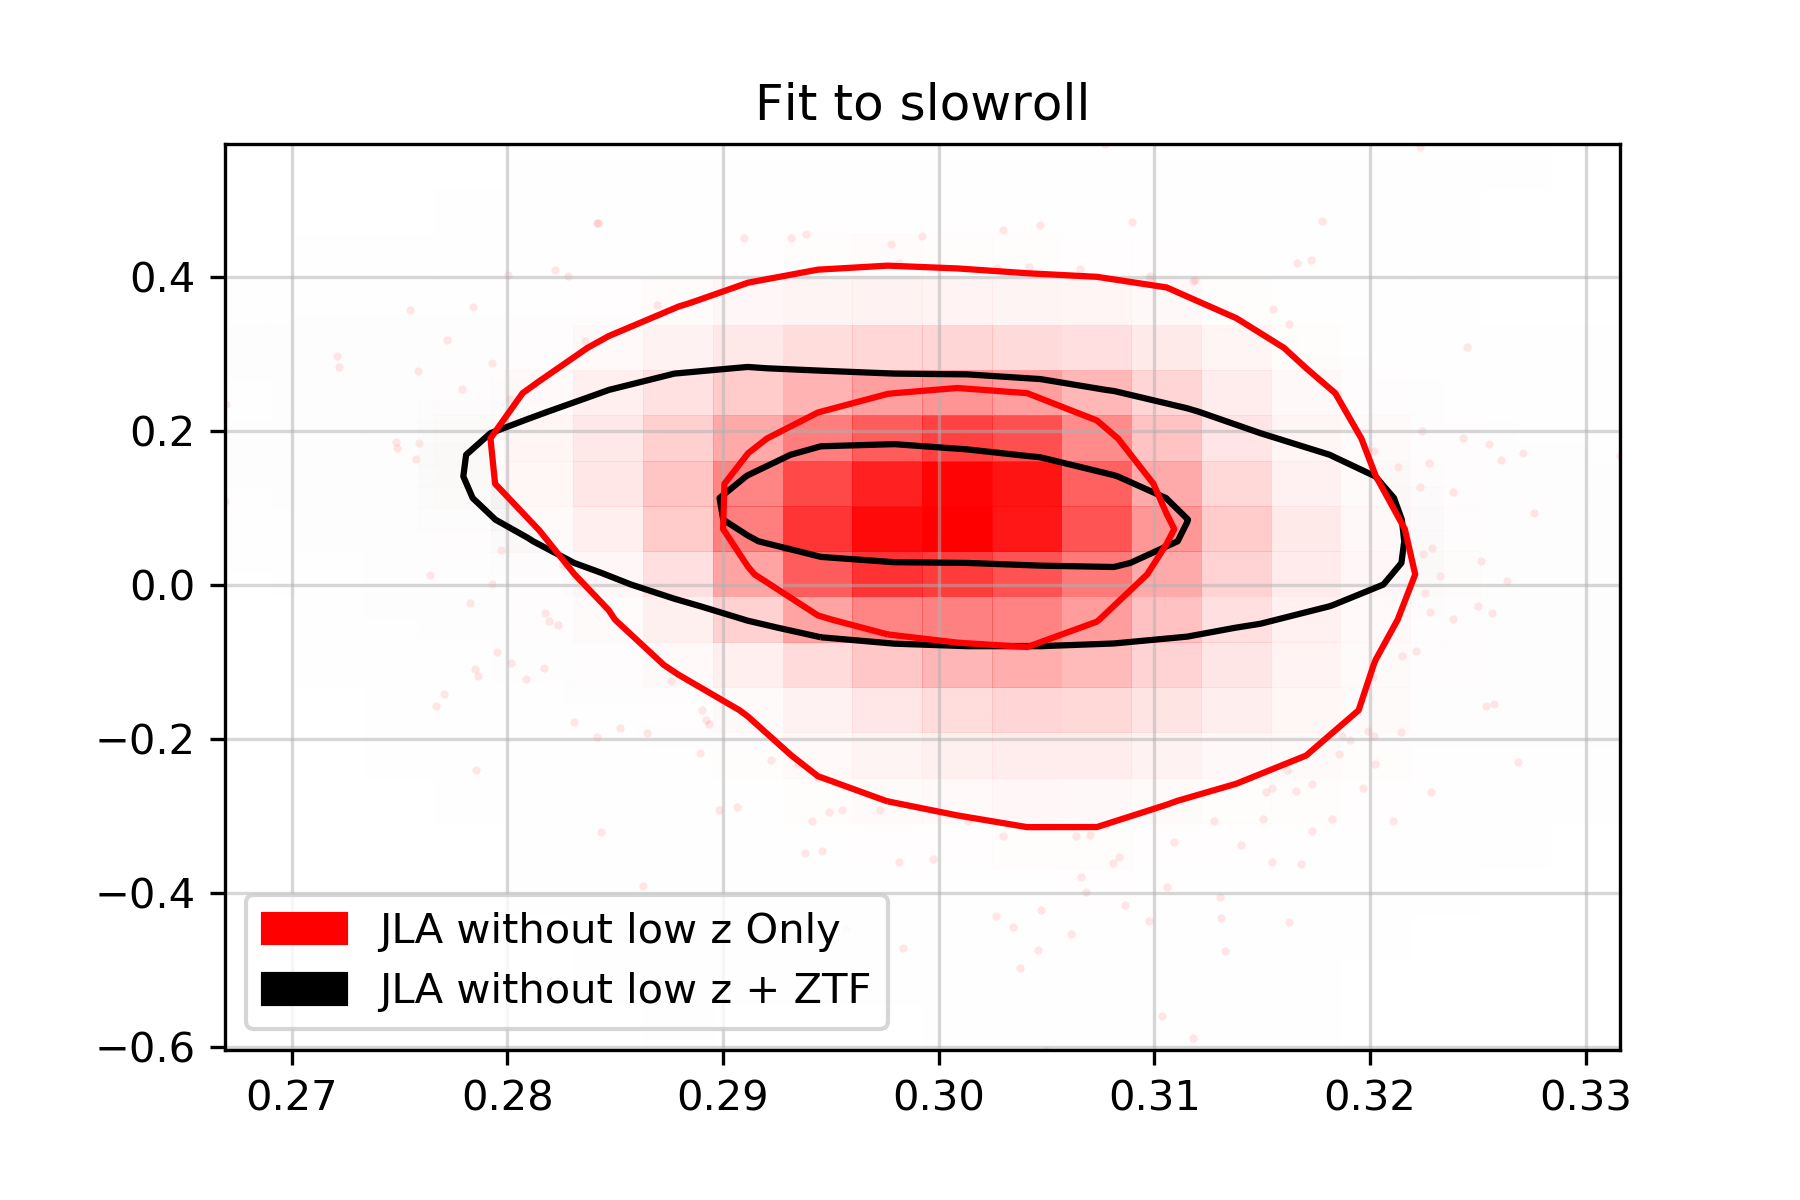 Fit to slowroll
0.4
0.2
0.0
−0.2
−0.4
−0.6
JLA without low z Only
JLA without low z + ZTF
0.27 0.28 0.29 0.30 0.31 0.32 0.33